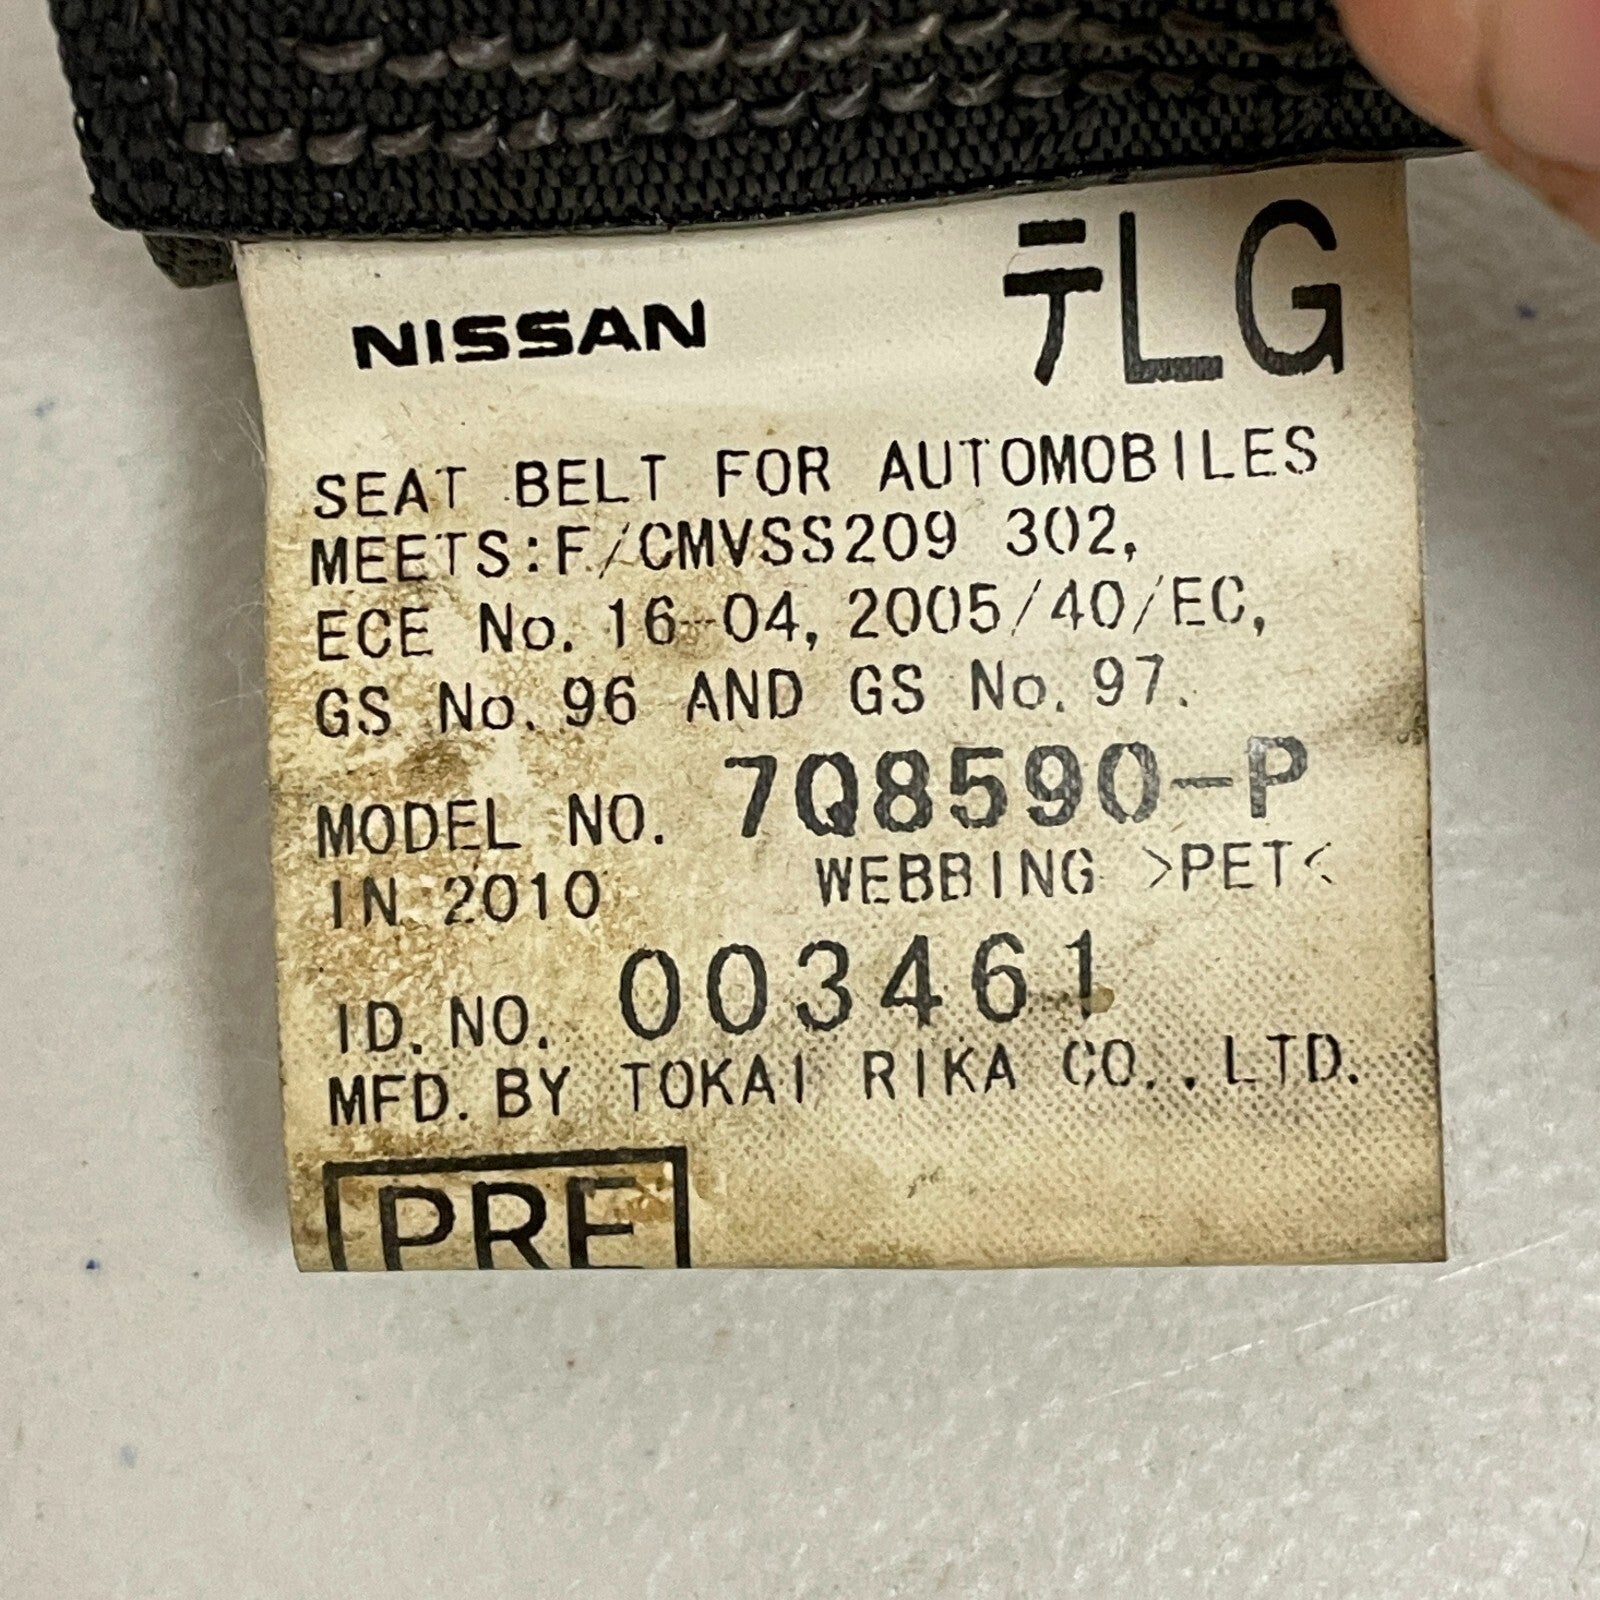 NISSAN テLG
SEAT BELT FOR AUTOMOBILES
MEETS:F/CMVSS209 302,
ECE No. 16-04, 2005/40/EC,
GS No. 96 AND GS No. 97.
MODEL NO. 7Q8590-P
IN 2010 WEBBING >PET<
ID. NO. 003461
MFD. BY TOKAI RIKA CO., LTD.
PRE